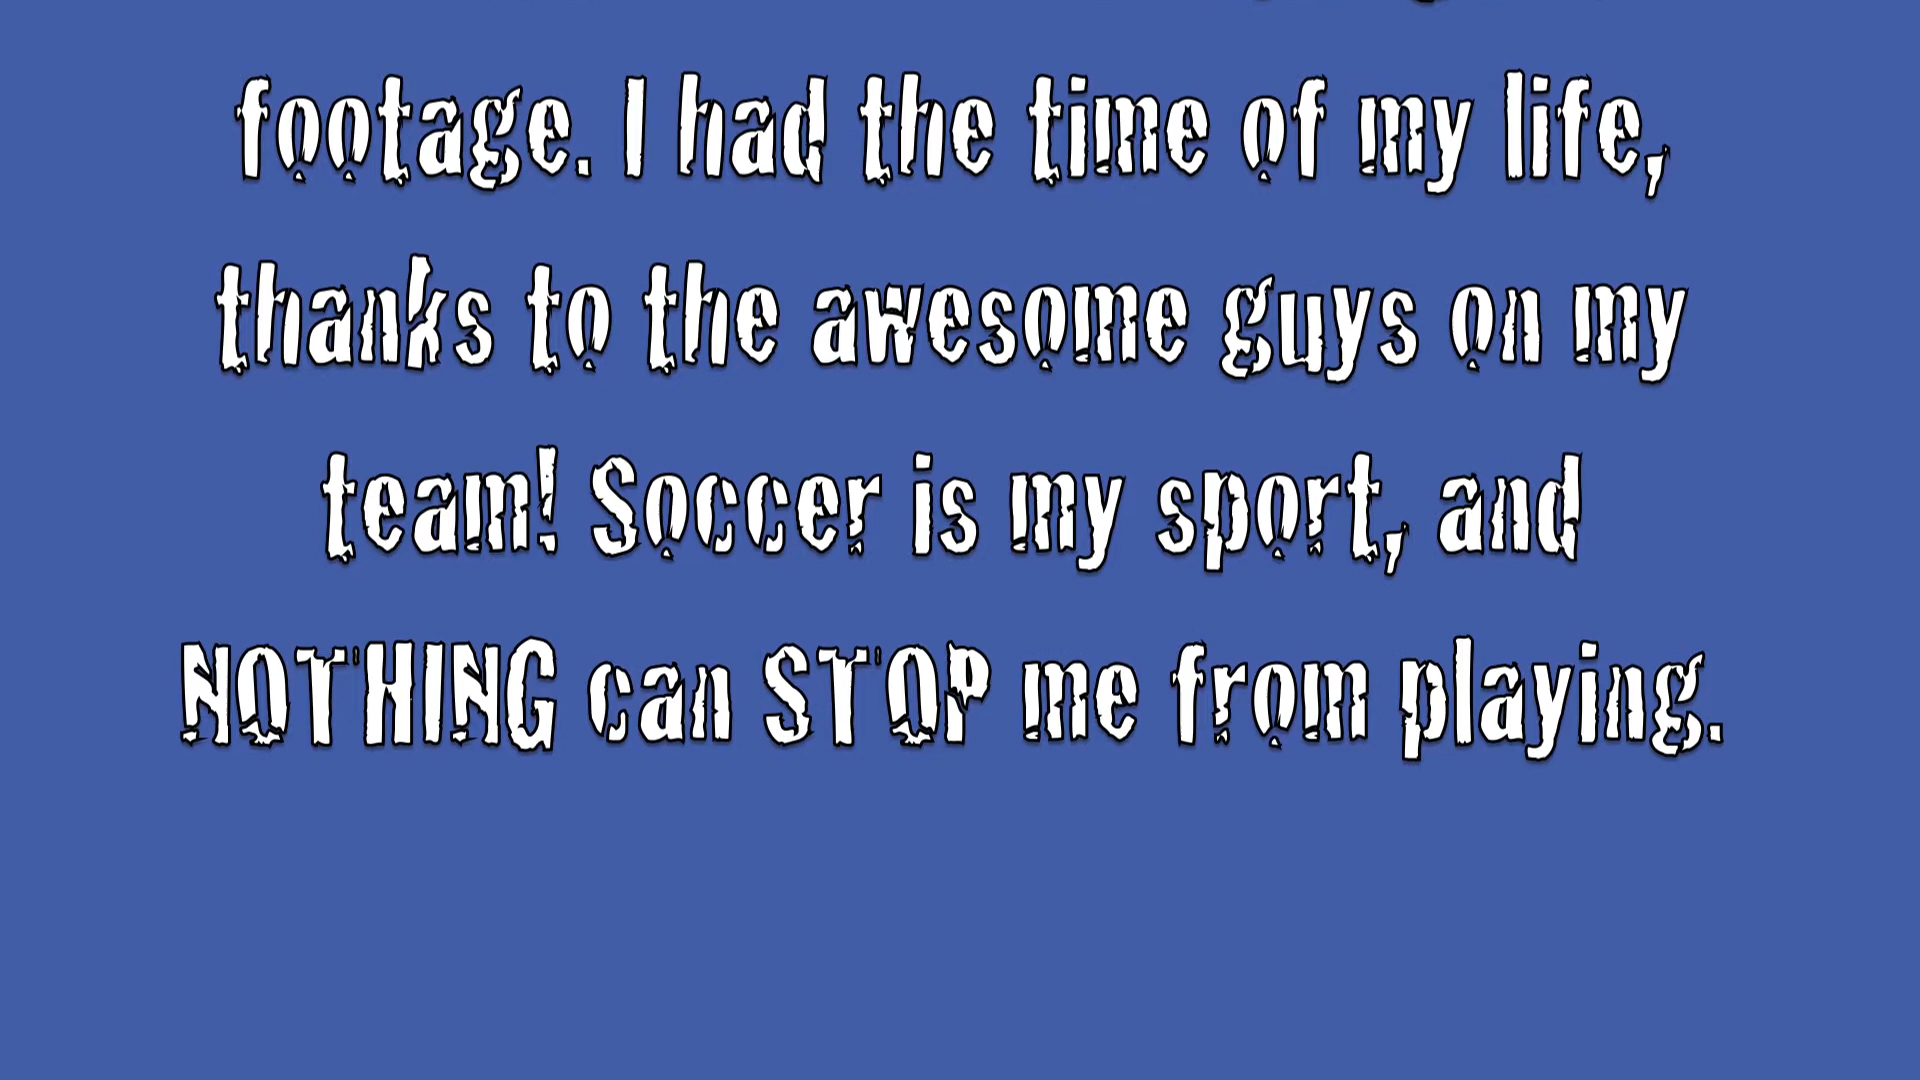 footage. I had the time of my life,
thanks to the awesome guys on my
team! Soccer is my sport, and
NOTHING can STOP me from playing.